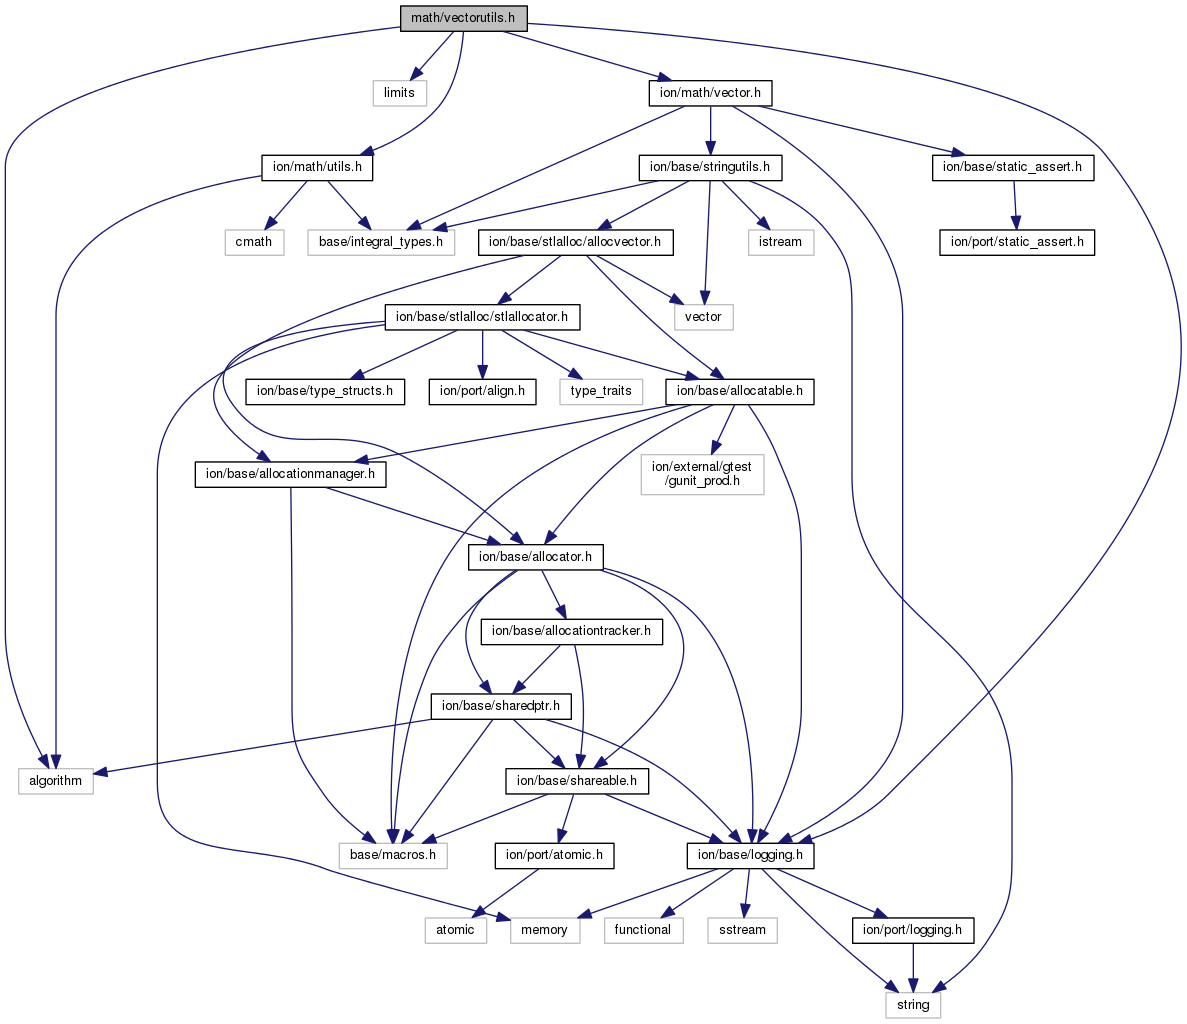 math/vectorutils.h
limits
ion/math/vector.h
ion/math/utils.h
ion/base/stringutils.h
ion/base/static_assert.h
cmath
base/integral_types.h
ion/base/stlalloc/allocvector.h
istream
ion/port/static_assert.h
ion/base/stlalloc/stlallocator.h
vector
ion/base/type_structs.h
ion/port/align.h
type_traits
ion/base/allocatable.h
ion/base/allocationmanager.h
ion/external/gtest
/gunit_prod.h
ion/base/allocator.h
ion/base/allocationtracker.h
ion/base/sharedptr.h
algorithm
ion/base/shareable.h
base/macros.h
ion/port/atomic.h
ion/base/logging.h
atomic
memory
functional
sstream
ion/port/logging.h
string